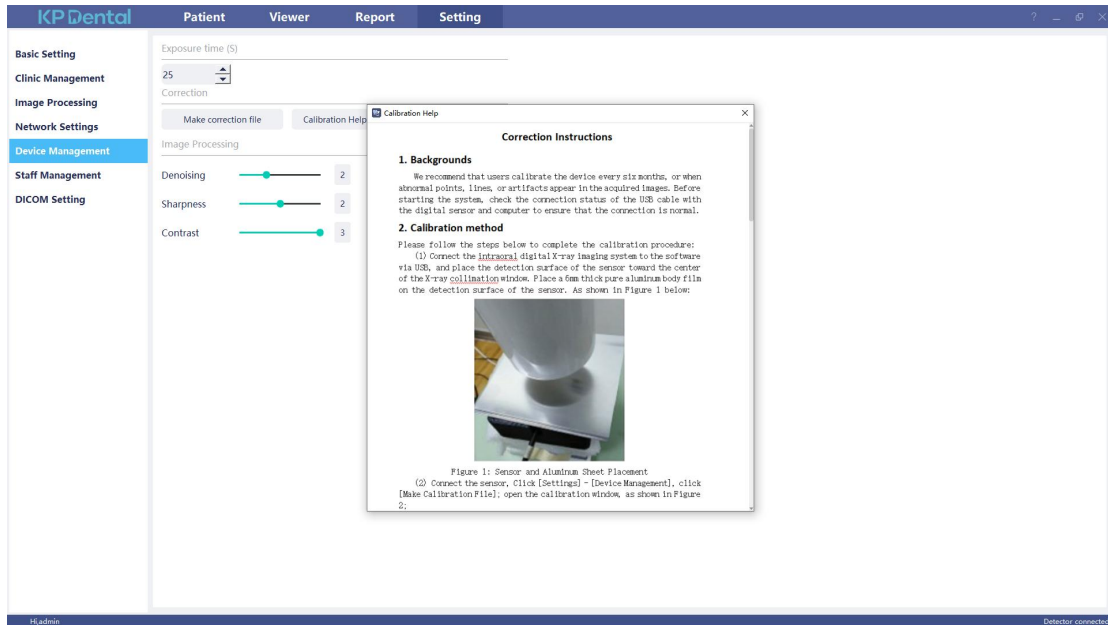 KP Dental
Patient
Viewer
Report
Setting
?
Basic Setting
Clinic Management
Image Processing
Network Settings
Device Management
Staff Management
DICOM Setting
Exposure time (S)
25
Correction
Make correction file
Calibration Help
Image Processing
Denoising
2
Sharpness
2
Contrast
3
Calibration Help
Correction Instructions
1. Backgrounds
We recommend that users calibrate the device every six months, or when
abnormal points, lines, or artifacts appear in the acquired images. Before
starting the system, check the connection status of the USB cable with
the digital sensor and computer to ensure that the connection is normal.
2. Calibration method
Please follow the steps below to complete the calibration procedure:
(1) Connect the intraoral digital X-ray imaging system to the software
via USB, and place the detection surface of the sensor toward the center
of the X-ray collimation window. Place a 6mm thick pure aluminum body film
on the detection surface of the sensor. As shown in Figure 1 below:
Figure 1: Sensor and Aluminum Sheet Placement
(2) Connect the sensor, Click [Settings] - [Device Management], click
[Make Calibration File]; open the calibration window, as shown in Figure
2;
Hi,admin
Detector connected